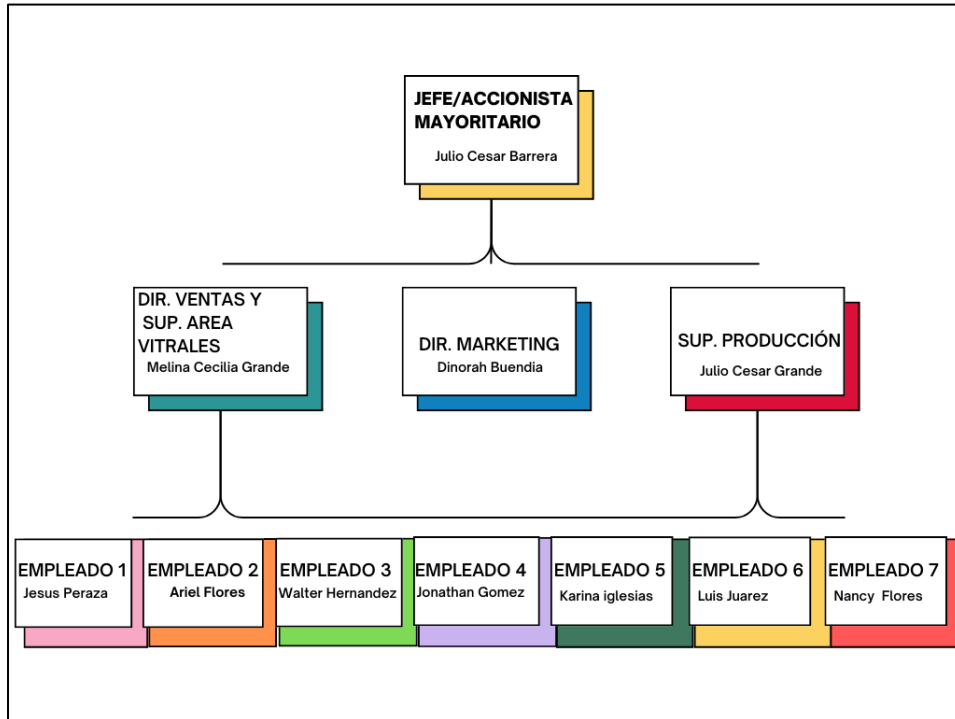 JEFE/ACCIONISTA
MAYORITARIO
Julio Cesar Barrera
DIR. VENTAS Y
SUP. AREA
VITRALES
Melina Cecilia Grande
DIR. MARKETING
Dinorah Buendia
SUP. PRODUCCIÓN
Julio Cesar Grande
EMPLEADO 1
Jesus Peraza
EMPLEADO 2
Ariel Flores
EMPLEADO 3
Walter Hernandez
EMPLEADO 4
Jonathan Gomez
EMPLEADO 5
Karina iglesias
EMPLEADO 6
Luis Juarez
EMPLEADO 7
Nancy Flores